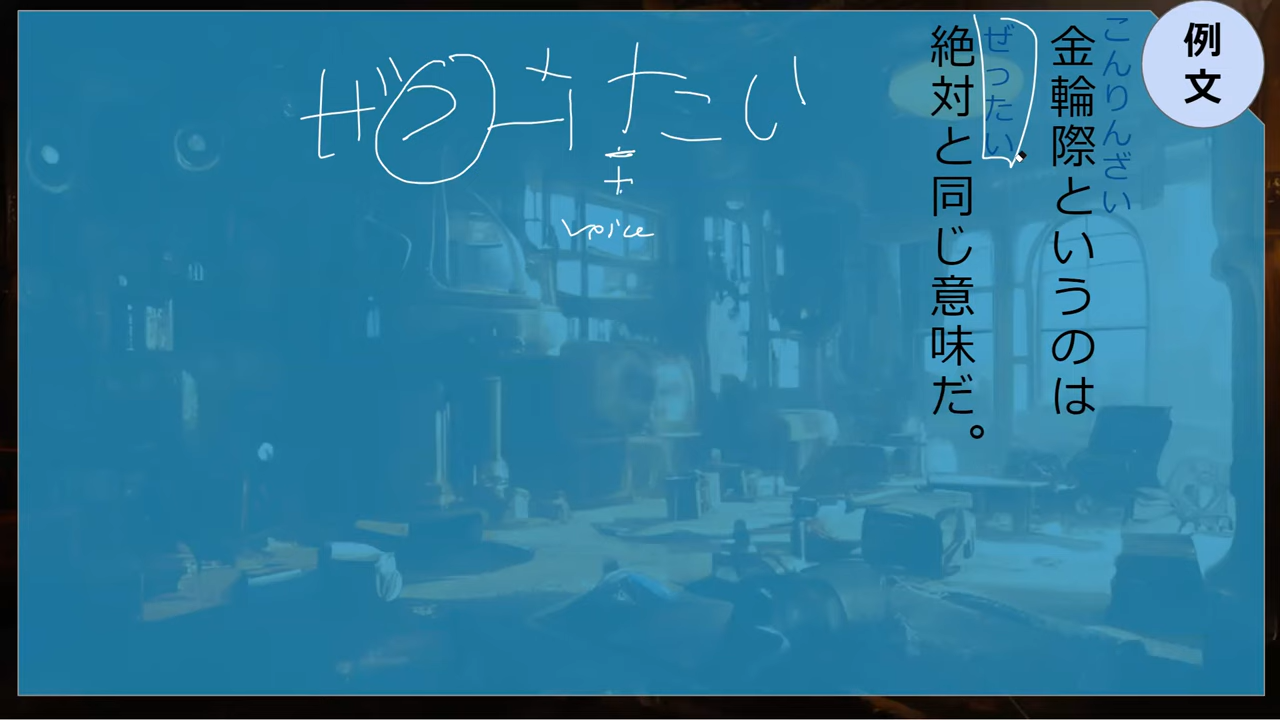 例文
こんりんざい
金輪際というのは
ぜったい
絶対と同じ意味だ。
ぜったい
voice